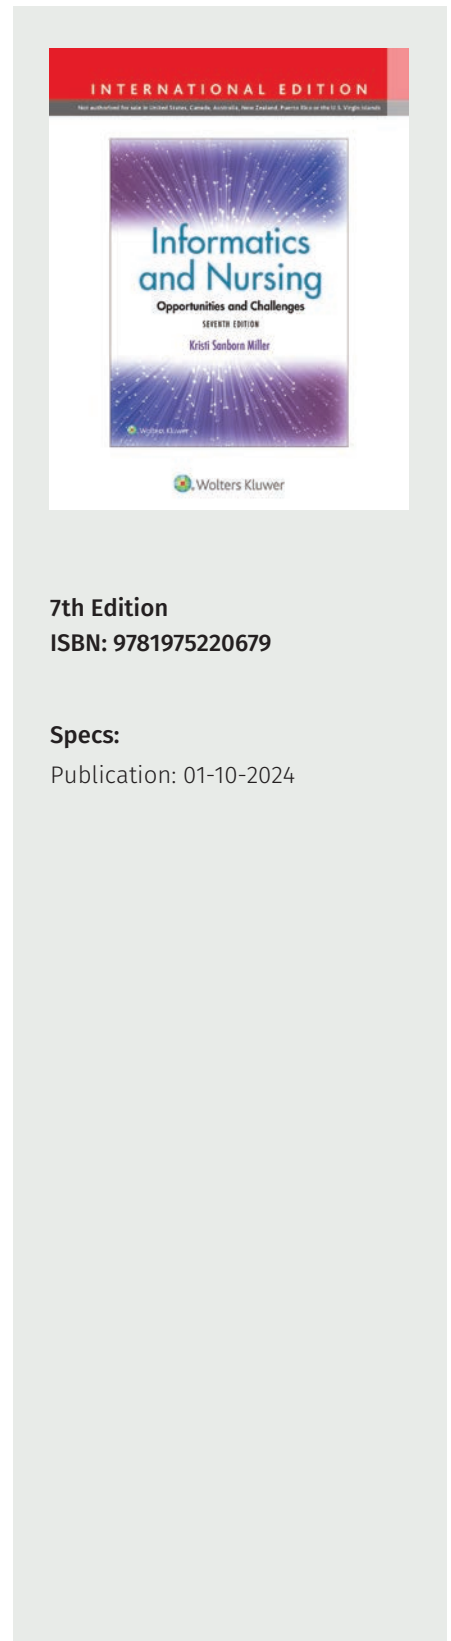 INTERNATIONAL EDITION
Not authorised for sale in United States, Canada, Australia, New Zealand, Puerto Rico or the U.S. Virgin Islands
Informatics
and Nursing
Opportunities and Challenges
SEVENTH EDITION
Kristi Sanborn Miller
Wolters Kluwer
Wolters Kluwer
7th Edition
ISBN: 9781975220679
Specs:
Publication: 01-10-2024